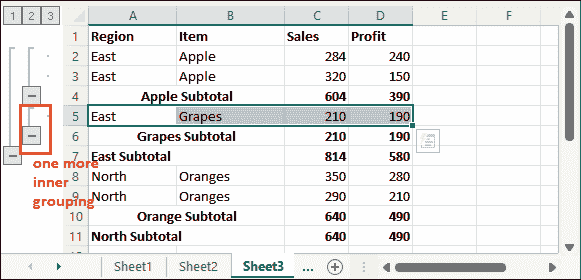 1 2 3
A B C D E F
1 Region Item Sales Profit
2 East Apple 284 240
3 East Apple 320 150
4 Apple Subtotal 604 390
5 East Grapes 210 190
6 Grapes Subtotal 210 190
7 East Subtotal 814 580
8 North Oranges 350 280
9 North Oranges 290 210
10 Orange Subtotal 640 490
11 North Subtotal 640 490
one more
inner
grouping
Sheet1 Sheet2 Sheet3 ...